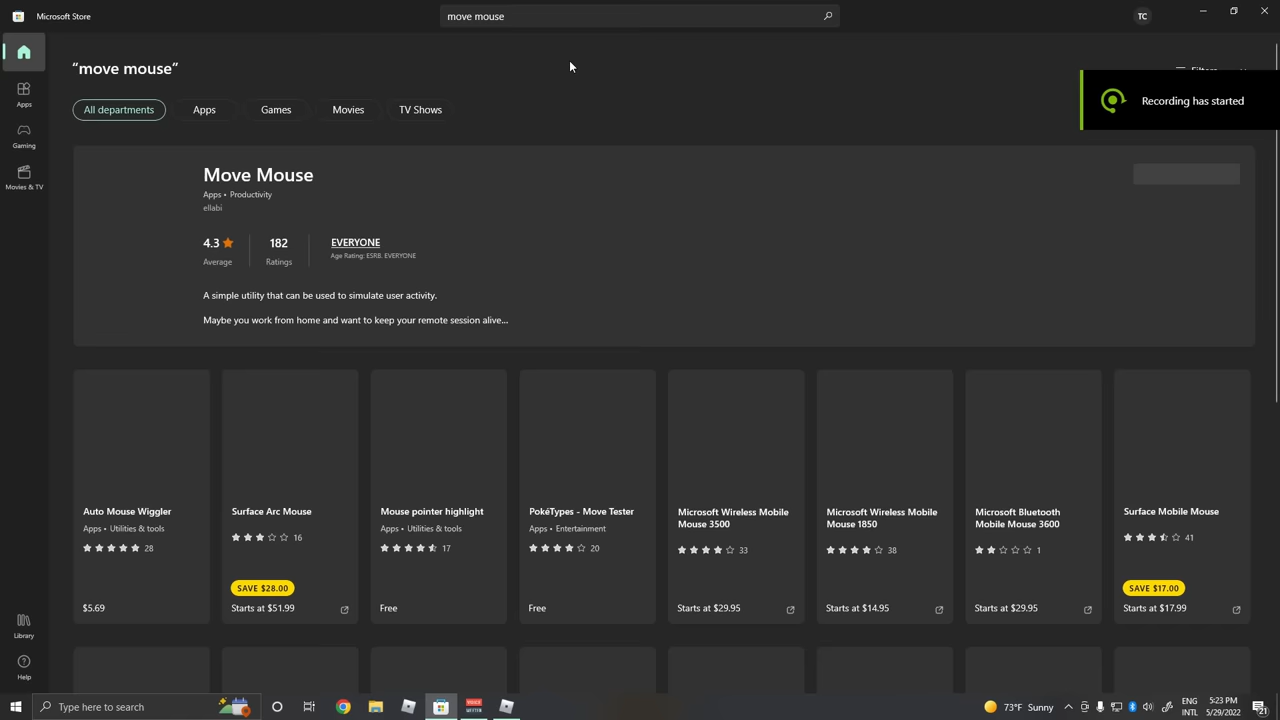 Microsoft Store
move mouse
TC
"move mouse"
Recording has started
All departments
Apps
Games
Movies
TV Shows
Home
Apps
Gaming
Movies & TV
Move Mouse
Apps • Productivity
ellabi
4.3
182
EVERYONE
Average
Ratings
Age Rating: ESRB. EVERYONE
A simple utility that can be used to simulate user activity.
Maybe you work from home and want to keep your remote session alive...
Auto Mouse Wiggler
Apps • Utilities & tools
28
$5.69
Surface Arc Mouse
16
SAVE $28.00
Starts at $51.99
Mouse pointer highlight
Apps • Utilities & tools
17
Free
PokéTypes - Move Tester
Apps • Entertainment
20
Free
Microsoft Wireless Mobile
Mouse 3500
33
Starts at $29.95
Microsoft Wireless Mobile
Mouse 1850
38
Starts at $14.95
Microsoft Bluetooth
Mobile Mouse 3600
1
Starts at $29.95
Surface Mobile Mouse
41
SAVE $17.00
Starts at $17.99
Library
Help
Type here to search
73°F Sunny
ENG
INTL
5:23 PM
5/29/2022
21